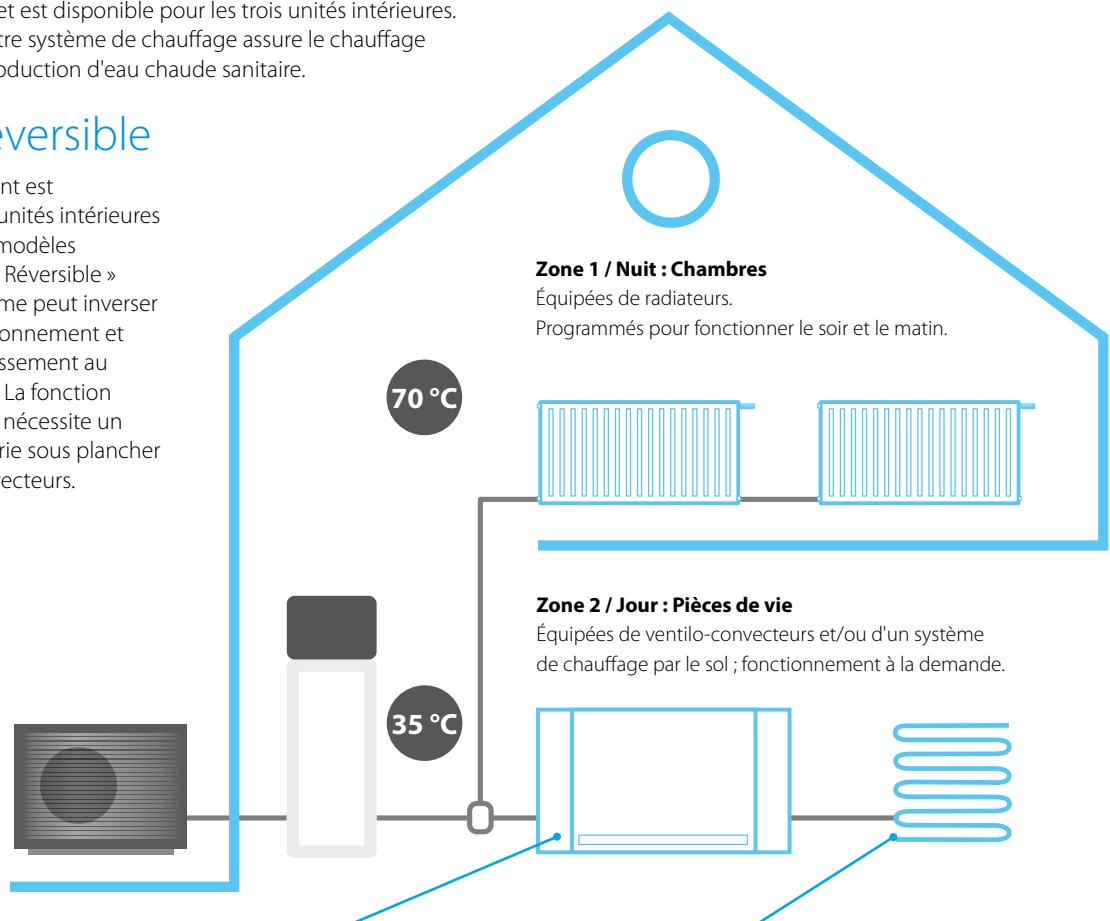 et est disponible pour les trois unités intérieures.
tre système de chauffage assure le chauffage
oduction d'eau chaude sanitaire.
éversible
nt est
unités intérieures
modèles
Réversible »
me peut inverser
onnement et
ssement au
La fonction
nécessite un
rie sous plancher
vecteurs.
Zone 1 / Nuit : Chambres
Équipées de radiateurs.
Programmés pour fonctionner le soir et le matin.
70 °C
Zone 2 / Jour : Pièces de vie
Équipées de ventilo-convecteurs et/ou d'un système
de chauffage par le sol ; fonctionnement à la demande.
35 °C